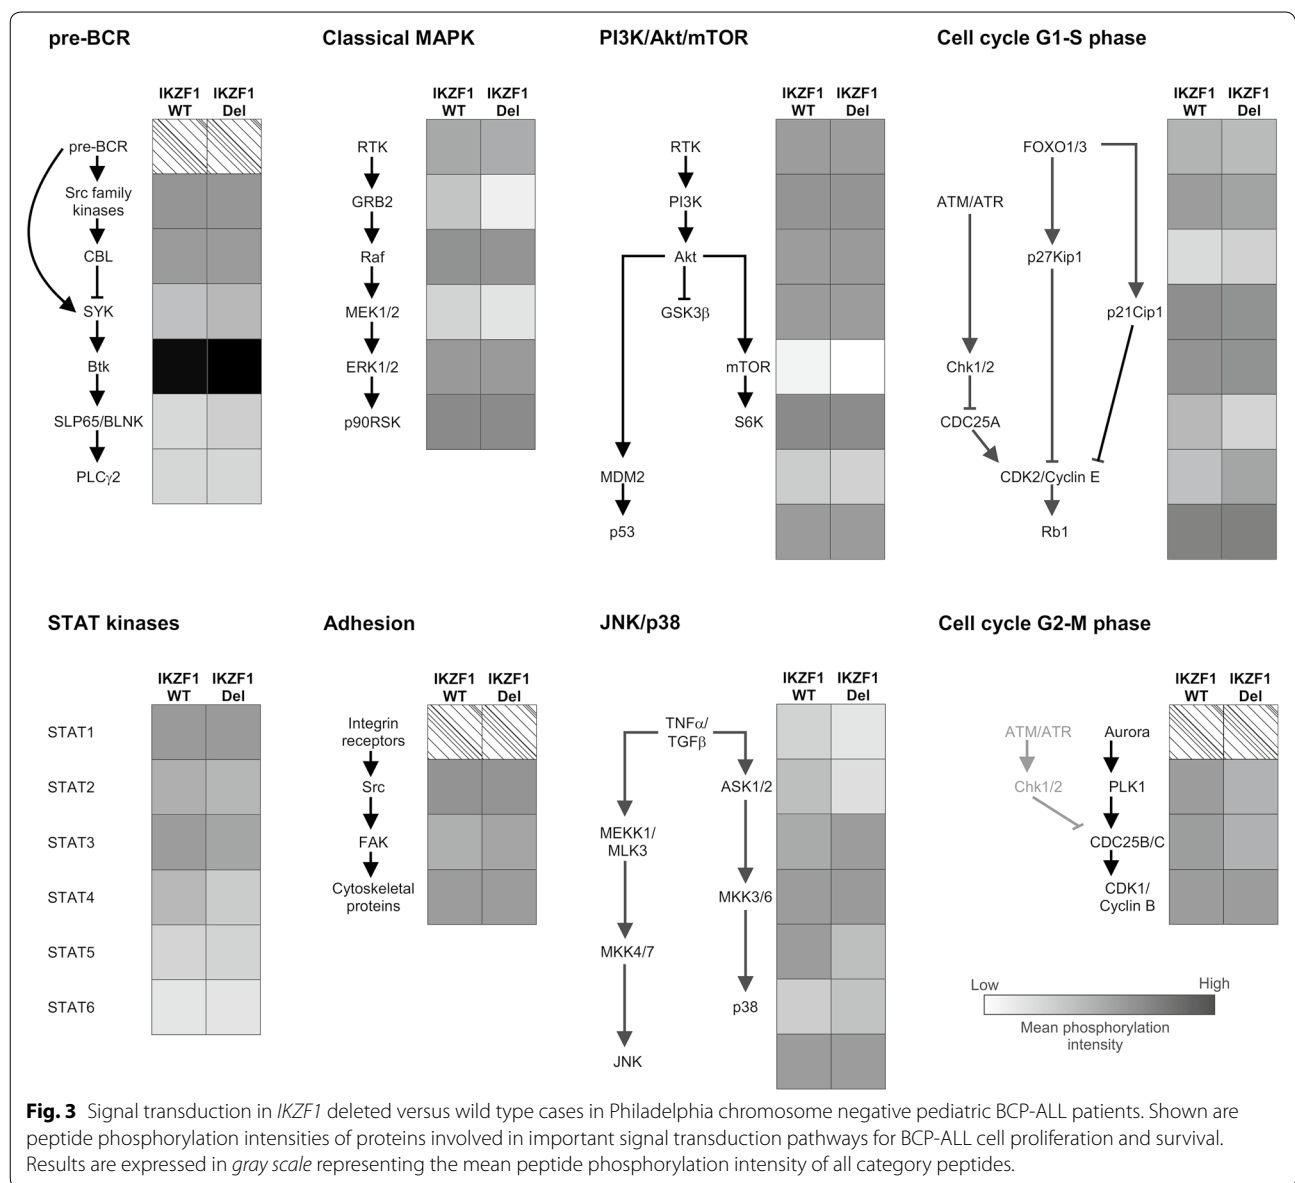 pre-BCR
IKZF1 IKZF1
WT Del
pre-BCR
Src family
kinases
CBL
SYK
Btk
SLP65/BLNK
PLCγ2
Classical MAPK
IKZF1 IKZF1
WT Del
RTK
GRB2
Raf
MEK1/2
ERK1/2
p90RSK
PI3K/Akt/mTOR
IKZF1 IKZF1
WT Del
RTK
PI3K
Akt
GSK3β
mTOR
S6K
MDM2
p53
Cell cycle G1-S phase
IKZF1 IKZF1
WT Del
FOXO1/3
ATM/ATR
p27Kip1
p21Cip1
Chk1/2
CDC25A
CDK2/Cyclin E
Rb1
STAT kinases
IKZF1 IKZF1
WT Del
STAT1
STAT2
STAT3
STAT4
STAT5
STAT6
Adhesion
IKZF1 IKZF1
WT Del
Integrin
receptors
Src
FAK
Cytoskeletal
proteins
JNK/p38
IKZF1 IKZF1
WT Del
TNFα/
TGFβ
ASK1/2
MEKK1/
MLK3
MKK3/6
MKK4/7
p38
JNK
Cell cycle G2-M phase
IKZF1 IKZF1
WT Del
ATM/ATR Aurora
Chk1/2 PLK1
CDC25B/C
CDK1/
Cyclin B
Low High
Mean phosphorylation
intensity
Fig. 3 Signal transduction in IKZF1 deleted versus wild type cases in Philadelphia chromosome negative pediatric BCP-ALL patients. Shown are
peptide phosphorylation intensities of proteins involved in important signal transduction pathways for BCP-ALL cell proliferation and survival.
Results are expressed in gray scale representing the mean peptide phosphorylation intensity of all category peptides.